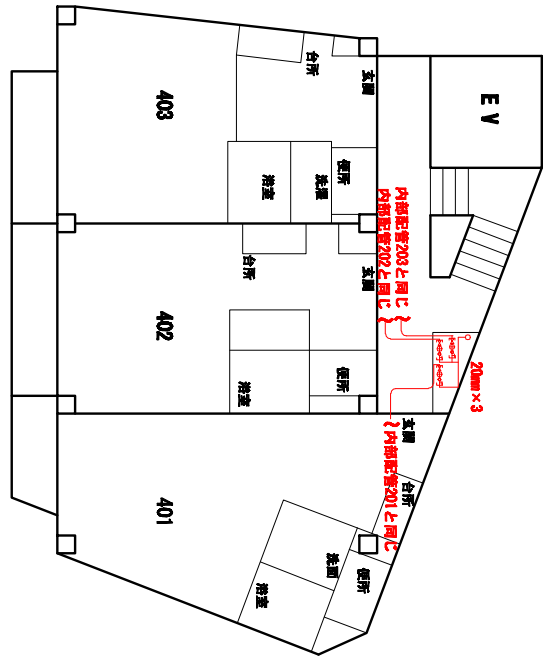 EV
台所
玄関
403
便所
洗濯
浴室
内部配管203と同じ
内部配管202と同じ
台所
玄関
402
便所
浴室
20mm×3
内部配管201と同じ
玄関
台所
401
洗面
便所
浴室